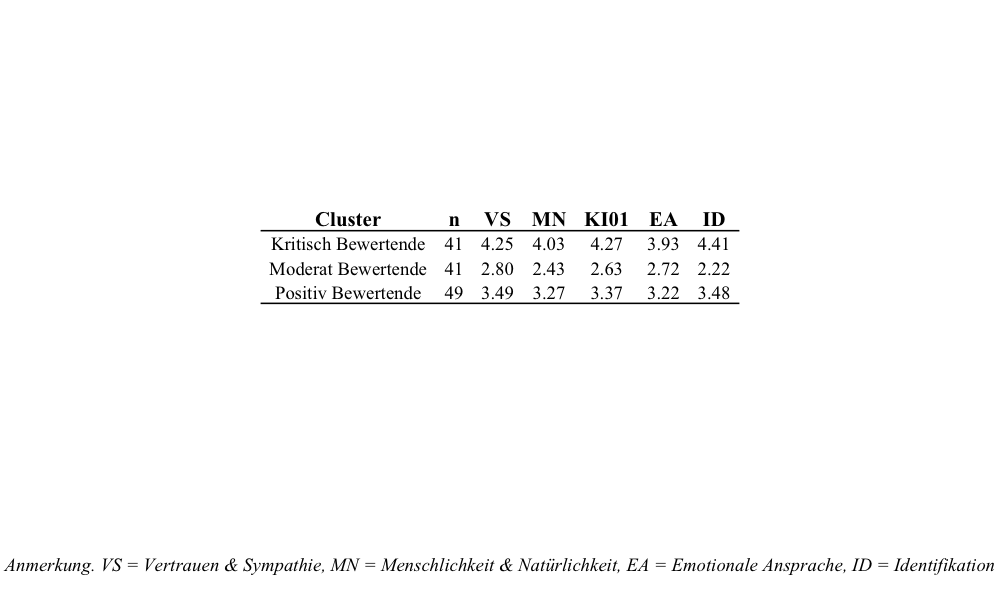 Cluster n VS MN KI01 EA ID
Kritisch Bewertende 41 4.25 4.03 4.27 3.93 4.41
Moderat Bewertende 41 2.80 2.43 2.63 2.72 2.22
Positiv Bewertende 49 3.49 3.27 3.37 3.22 3.48
Anmerkung. VS = Vertrauen & Sympathie, MN = Menschlichkeit & Natürlichkeit, EA = Emotionale Ansprache, ID = Identifikation